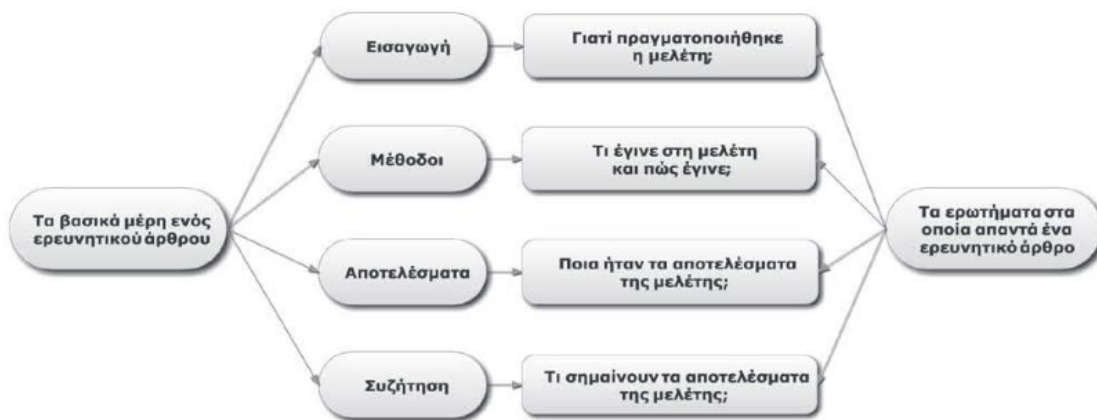 Εισαγωγή
Γιατί πραγματοποιήθηκε
η μελέτη;
Μέθοδοι
Τι έγινε στη μελέτη
και πώς έγινε;
Τα βασικά μέρη ενός
ερευνητικού άρθρου
Τα ερωτήματα στα
οποία απαντά ένα
ερευνητικό άρθρο
Αποτελέσματα
Ποια ήταν τα αποτελέσματα
της μελέτης;
Συζήτηση
Τι σημαίνουν τα αποτελέσματα
της μελέτης;